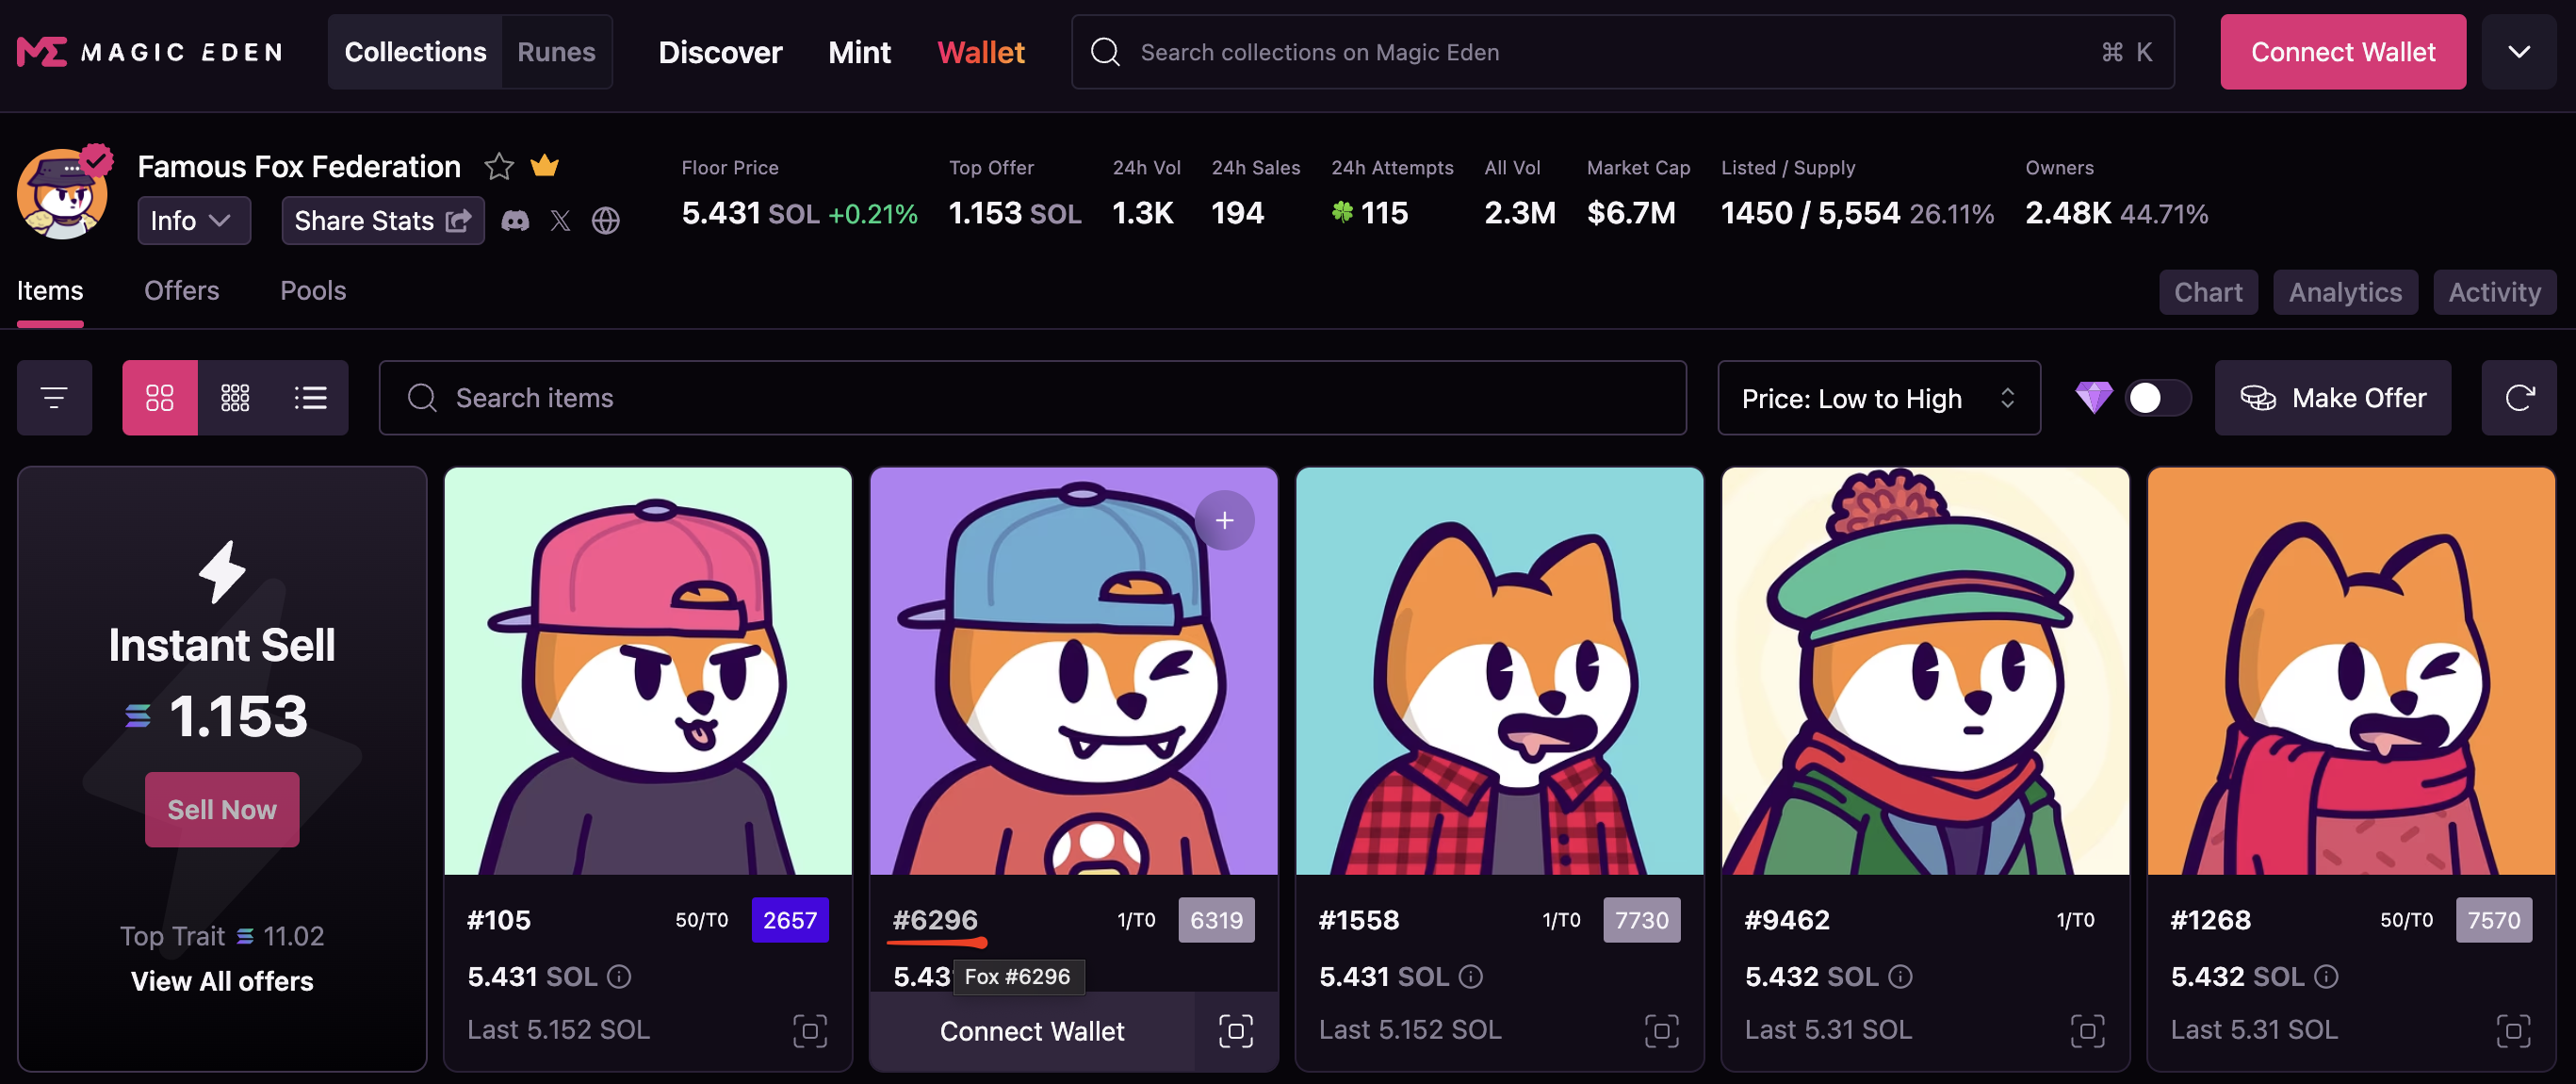 MAGIC EDEN Collections Runes Discover Mint Wallet Search collections on Magic Eden ⌘ K Connect Wallet
Famous Fox Federation
Info Share Stats
Floor Price Top Offer 24h Vol 24h Sales 24h Attempts All Vol Market Cap Listed / Supply Owners
5.431 SOL +0.21% 1.153 SOL 1.3K 194 115 2.3M $6.7M 1450 / 5,554 26.11% 2.48K 44.71%
Items Offers Pools Chart Analytics Activity
Search items Price: Low to High Make Offer
Instant Sell
1.153
Sell Now
Top Trait 11.02
View All offers
#105 50/T0 2657
5.431 SOL
Last 5.152 SOL
#6296 1/T0 6319
5.43
Fox #6296
Connect Wallet
#1558 1/T0 7730
5.431 SOL
Last 5.152 SOL
#9462 1/T0
5.432 SOL
Last 5.31 SOL
#1268 50/T0 7570
5.432 SOL
Last 5.31 SOL